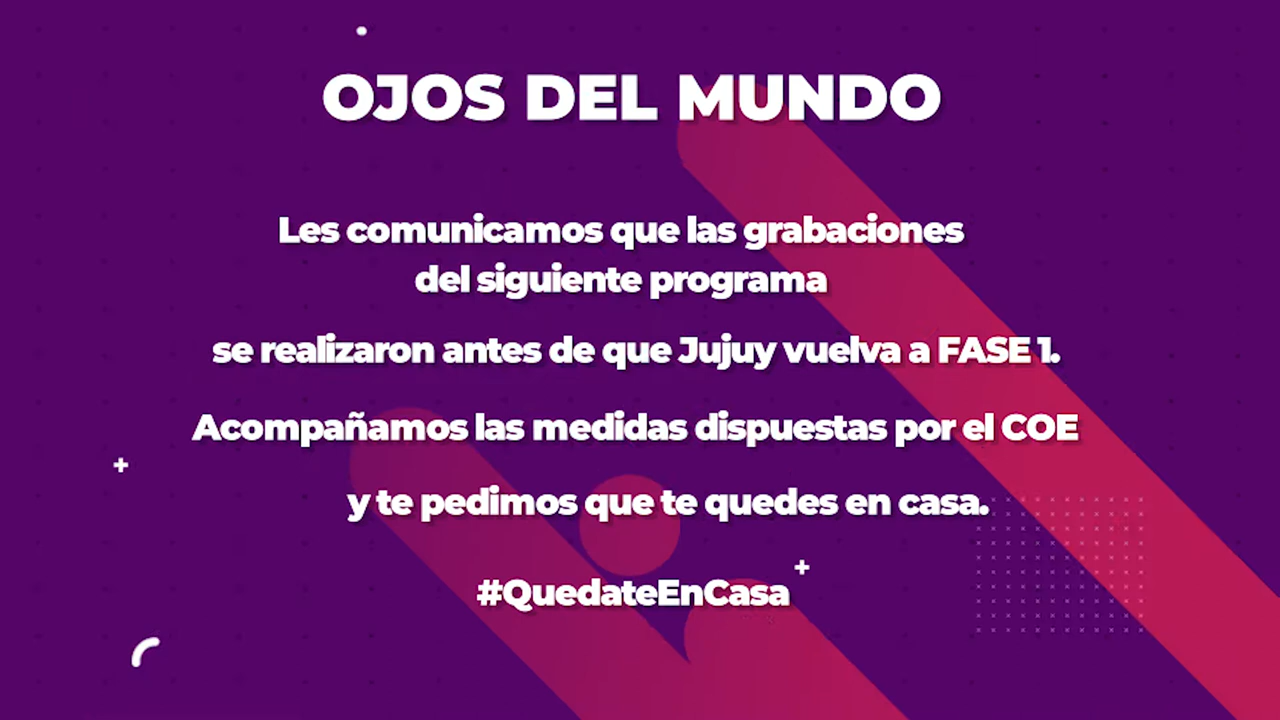 OJOS DEL MUNDO
Les comunicamos que las grabaciones
del siguiente programa
se realizaron antes de que Jujuy vuelva a FASE 1.
Acompañamos las medidas dispuestas por el COE
y te pedimos que te quedes en casa.
#QuedateEnCasa